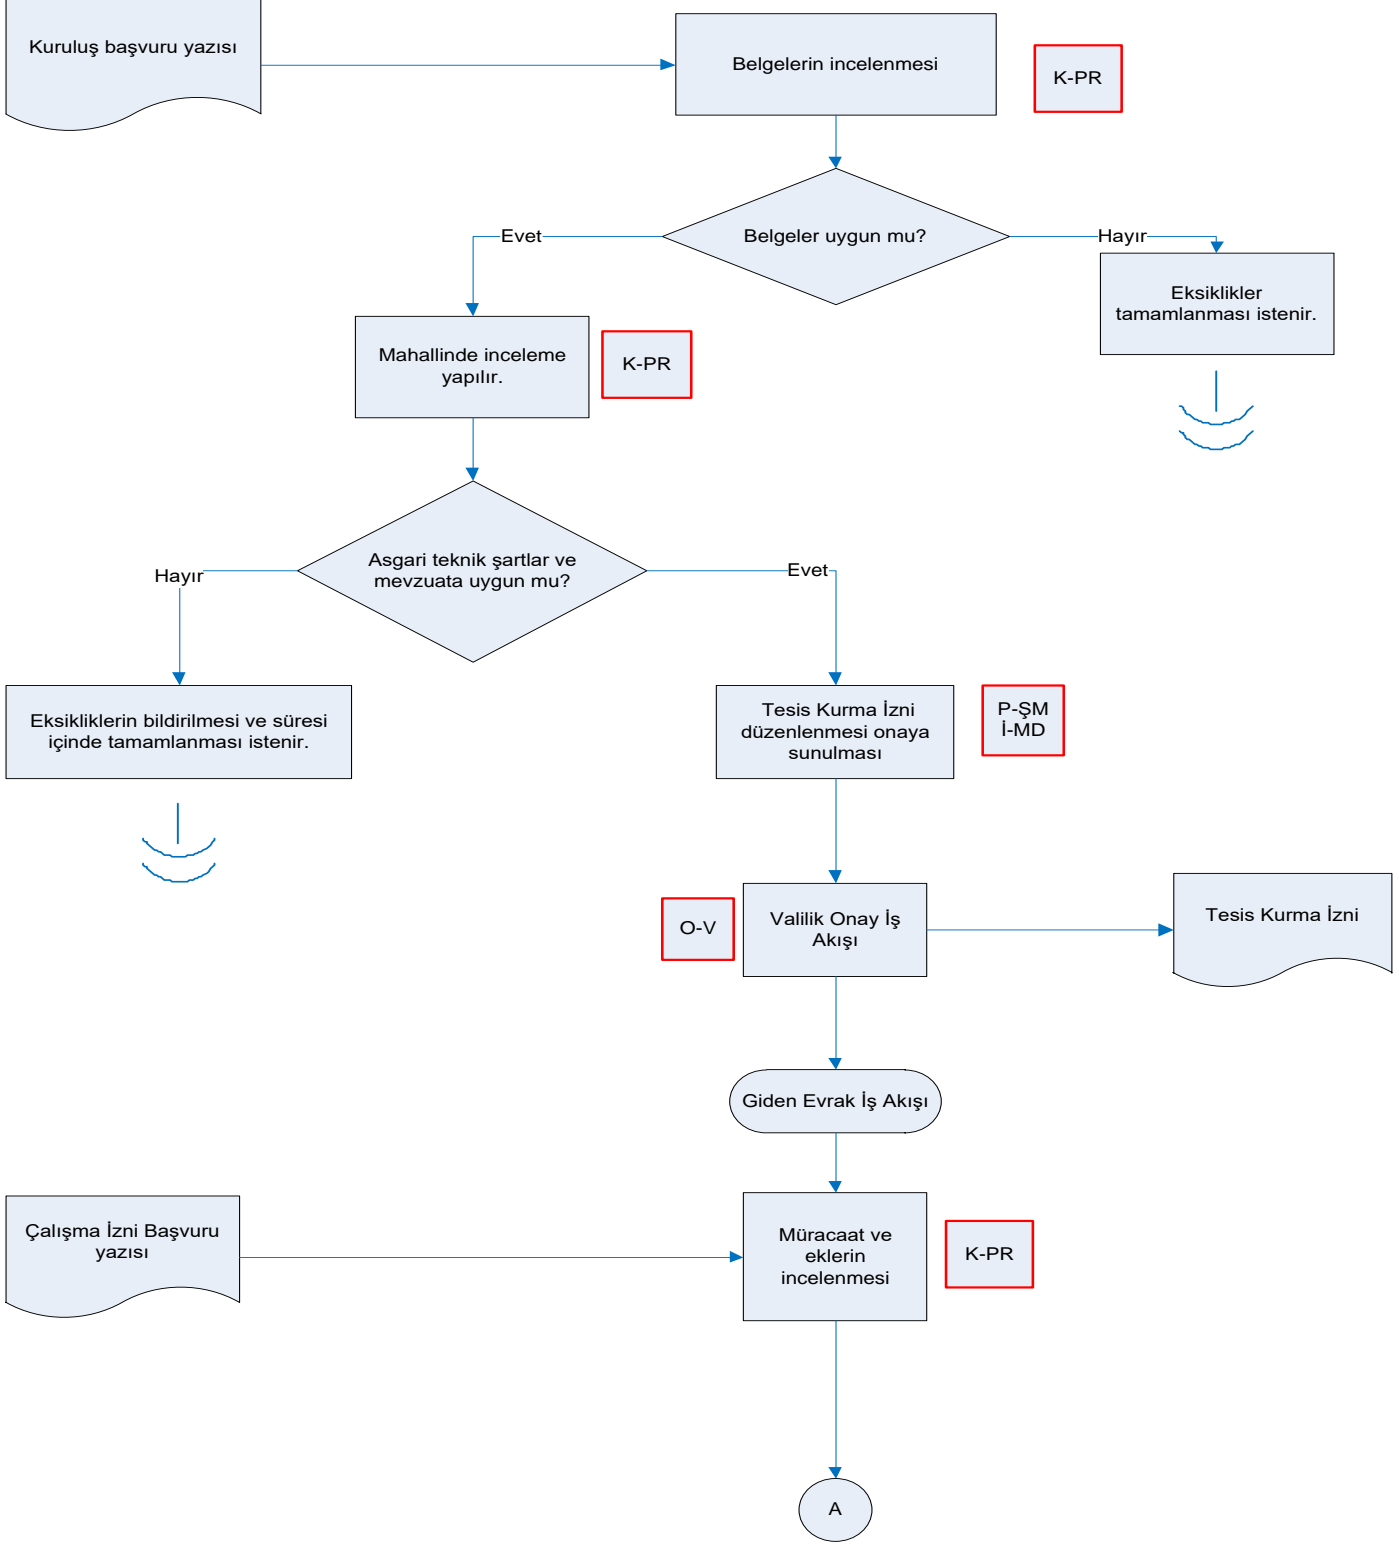 Kuruluş başvuru yazısı
Belgelerin incelenmesi
K-PR
Belgeler uygun mu?
Evet
Hayır
Eksiklikler
tamamlanması istenir.
Mahallinde inceleme
yapılır.
K-PR
Asgari teknik şartlar ve
mevzuata uygun mu?
Hayır
Evet
Eksikliklerin bildirilmesi ve süresi
içinde tamamlanması istenir.
Tesis Kurma İzni
düzenlenmesi onaya
sunulması
P-ŞM
İ-MD
O-V
Valilik Onay İş
Akışı
Tesis Kurma İzni
Giden Evrak İş Akışı
Çalışma İzni Başvuru
yazısı
Müracaat ve
eklerin
incelenmesi
K-PR
A